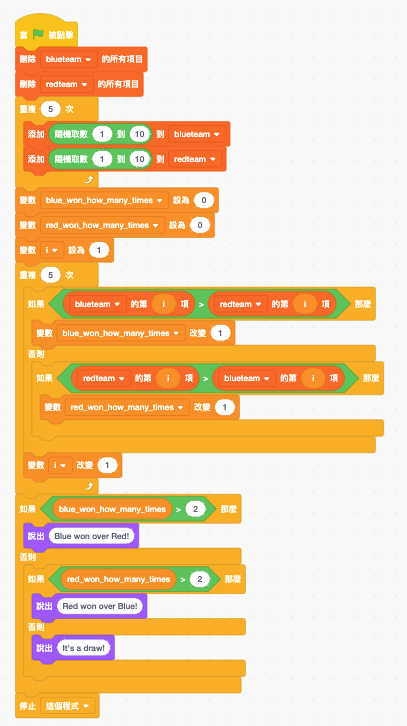 當 被點擊
刪除 blueteam 的所有項目
刪除 redteam 的所有項目
重複 5 次
添加 隨機取數 1 到 10 到 blueteam
添加 隨機取數 1 到 10 到 redteam
變數 blue_won_how_many_times 設為 0
變數 red_won_how_many_times 設為 0
變數 i 設為 1
重複 5 次
如果 blueteam 的第 i 項 > redteam 的第 i 項 那麼
變數 blue_won_how_many_times 改變 1
否則
如果 redteam 的第 i 項 > blueteam 的第 i 項 那麼
變數 red_won_how_many_times 改變 1
變數 i 改變 1
如果 blue_won_how_many_times > 2 那麼
說出 Blue won over Red!
否則
如果 red_won_how_many_times > 2 那麼
說出 Red won over Blue!
否則
說出 It's a draw!
停止 這個程式